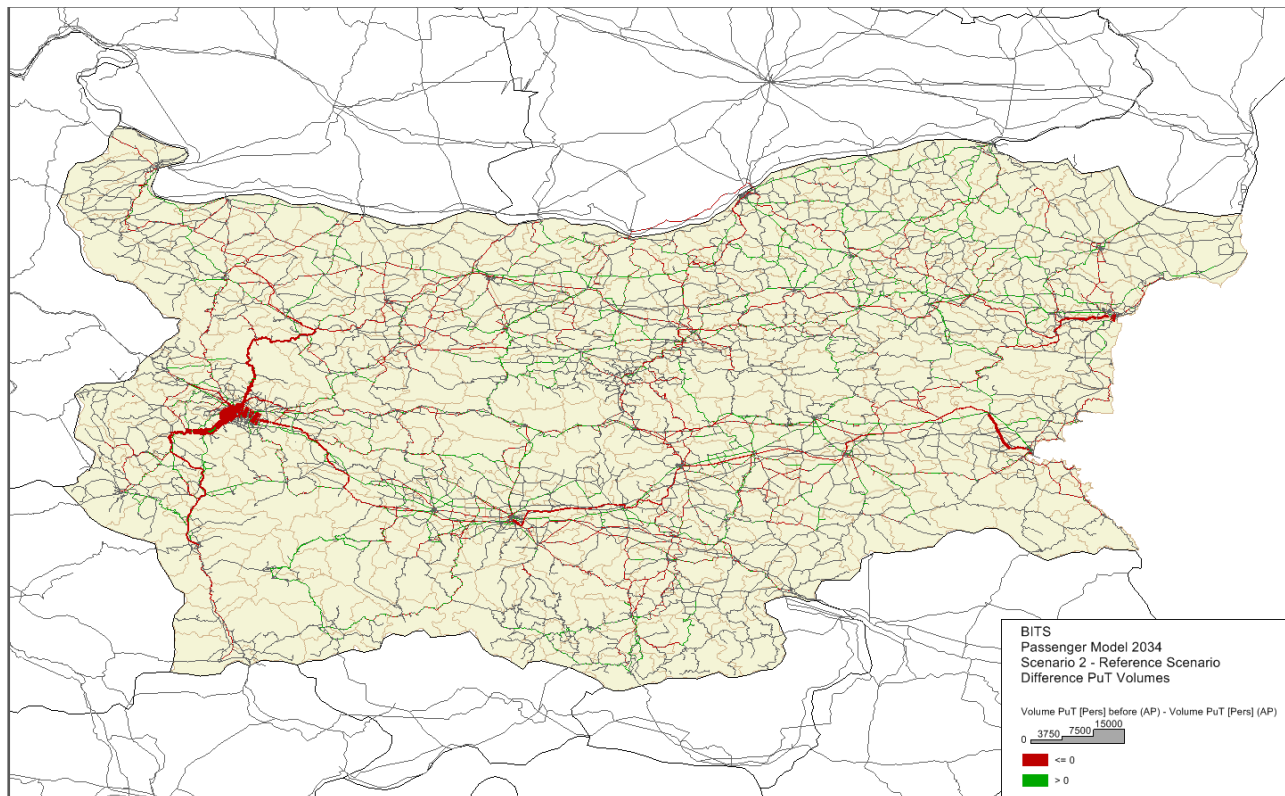 BITS
Passenger Model 2034
Scenario 2 - Reference Scenario
Difference PuT Volumes
Volume PuT [Pers] before (AP) - Volume PuT [Pers] (AP)
0 3750 7500 15000
<= 0
> 0